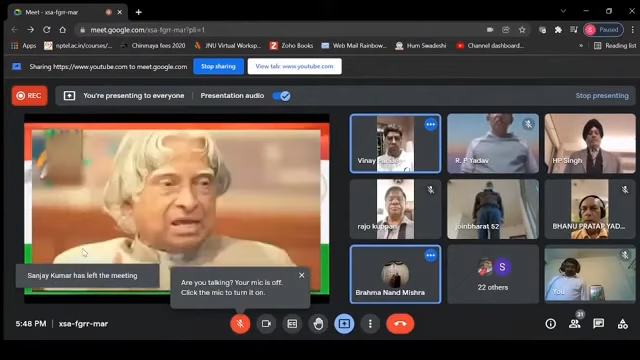 Meet - xsa-fgrr-mar
meet.google.com/xsa-fgrr-mar?pli=1
Paused
Apps
nptel.ac.in/courses/...
Chinmaya fees 2020
JNU Virtual Worksp...
Zoho Books
Web Mail Rainbow...
Hum Swadeshi
Channel dashboard
Reading list
Sharing https://www.youtube.com to meet.google.com
Stop sharing
View tab: www.youtube.com
REC
You're presenting to everyone
Presentation audio
Stop presenting
R. P Yadav
HP Singh
rajo kuppan
joinbharat 52
BHANU PRATAP YAD...
Sanjay Kumar has left the meeting
Are you talking? Your mic is off.
Click the mic to turn it on.
Brahma Nand Mishra
S
22 others
You
5:48 PM
xsa-fgrr-mar
31